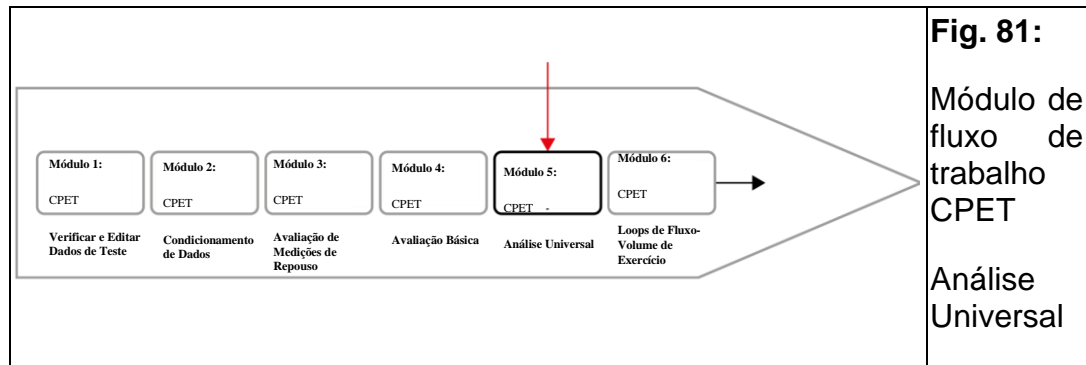 Módulo 1:
CPET
Verificar e Editar
Dados de Teste
Módulo 2:
CPET
Condicionamento
de Dados
Módulo 3:
CPET
Avaliação de
Medições de
Repouso
Módulo 4:
CPET
Avaliação Básica
Módulo 5:
CPET -
Análise Universal
Módulo 6:
CPET
Loops de Fluxo-
Volume de
Exercício
Fig. 81:
Módulo de
fluxo de
trabalho
CPET
Análise
Universal